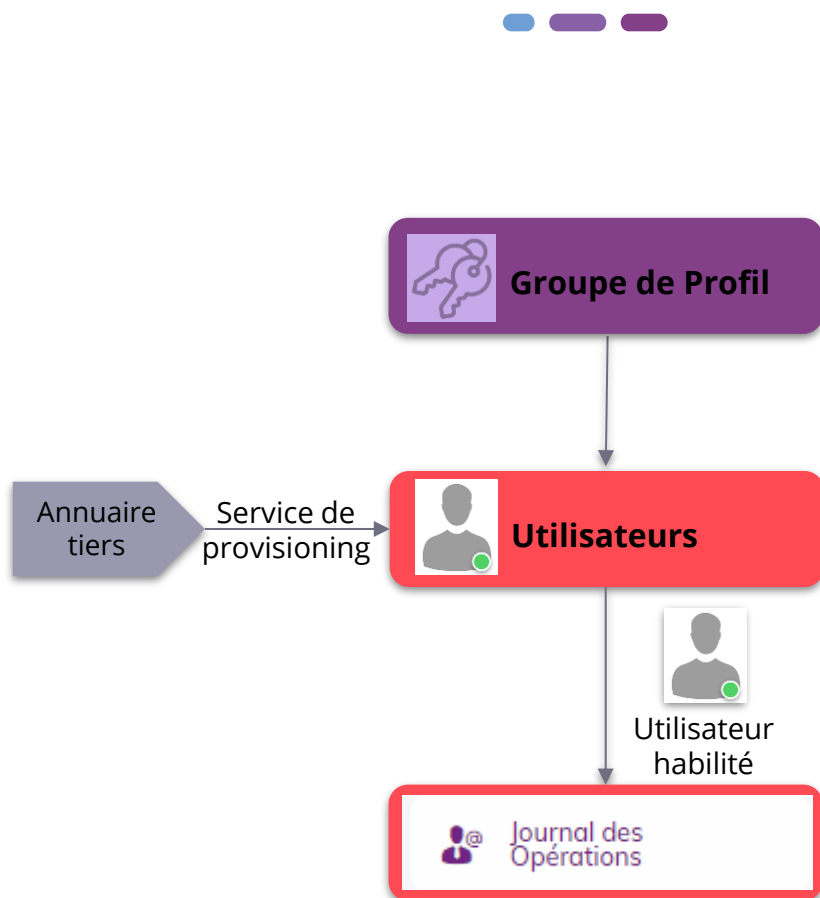 Groupe de Profil
Annuaire
tiers
Service de
provisioning
Utilisateurs
Utilisateur
habilité
@
Journal des
Opérations